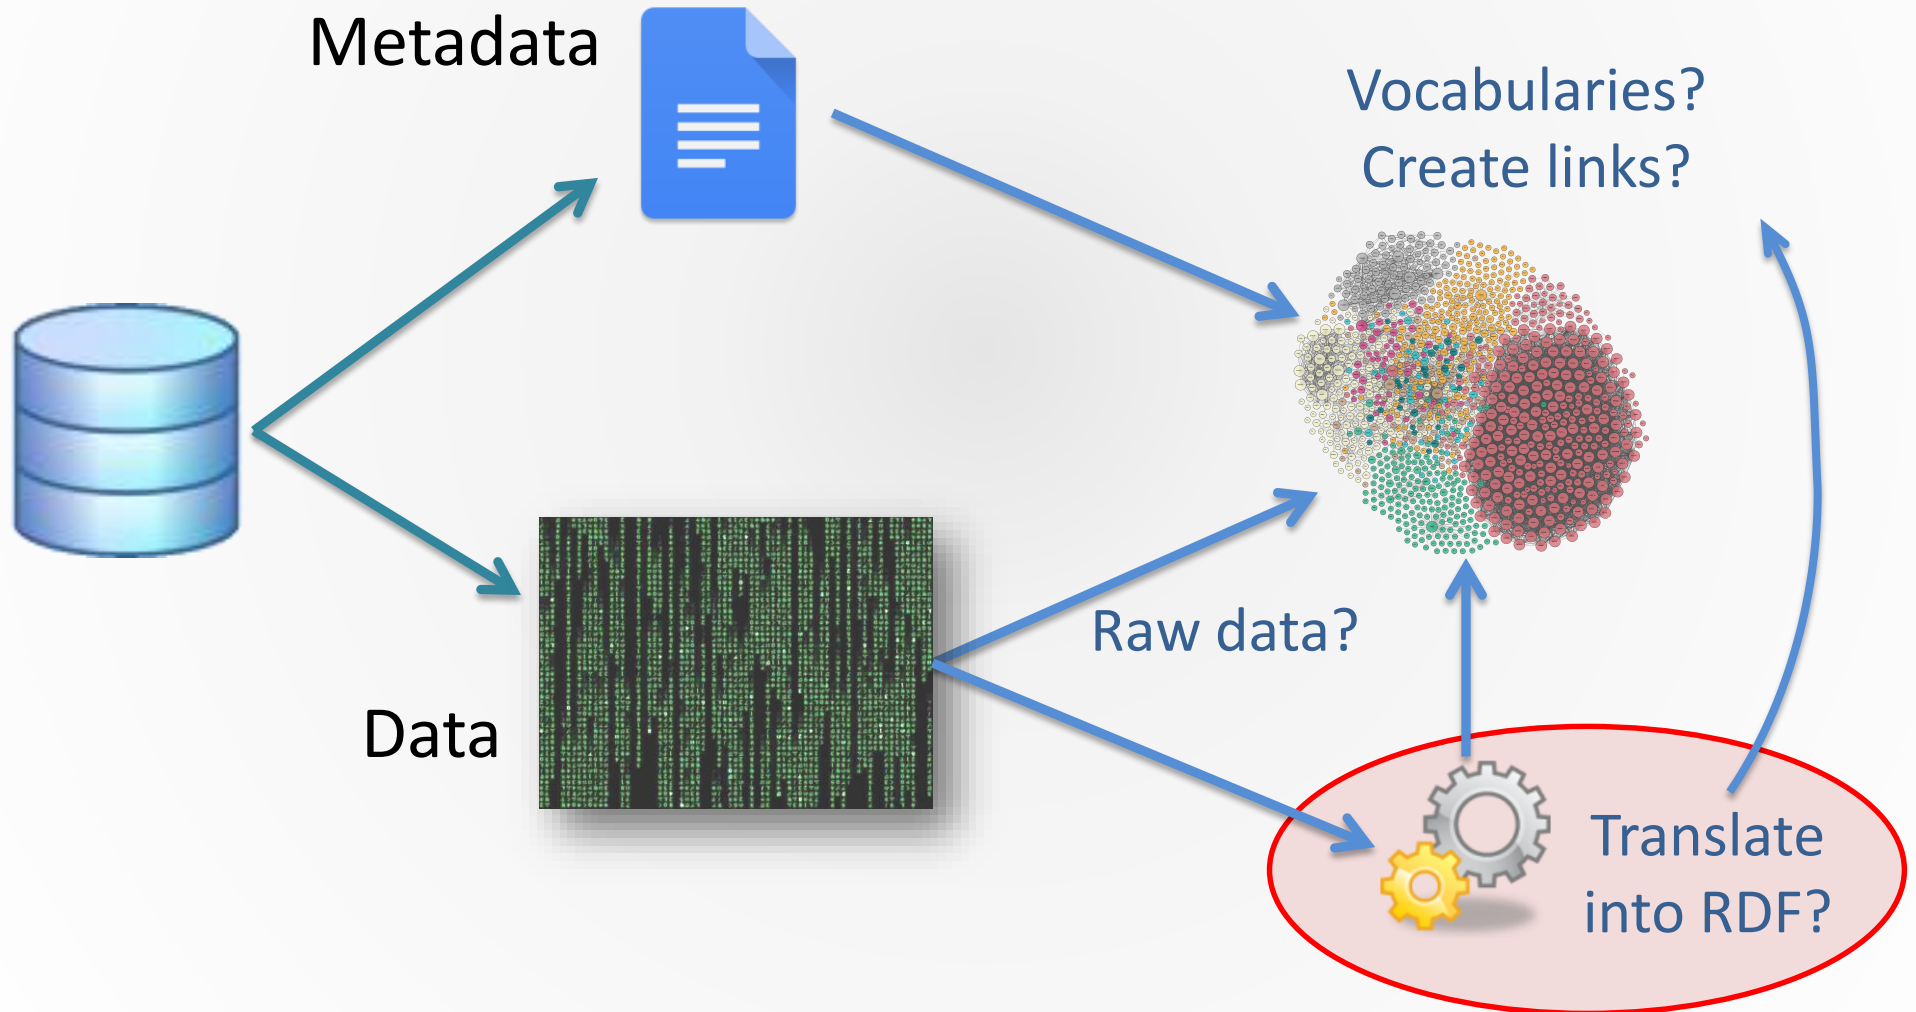 Metadata
Vocabularies?
Create links?
Raw data?
Data
Translate
into RDF?